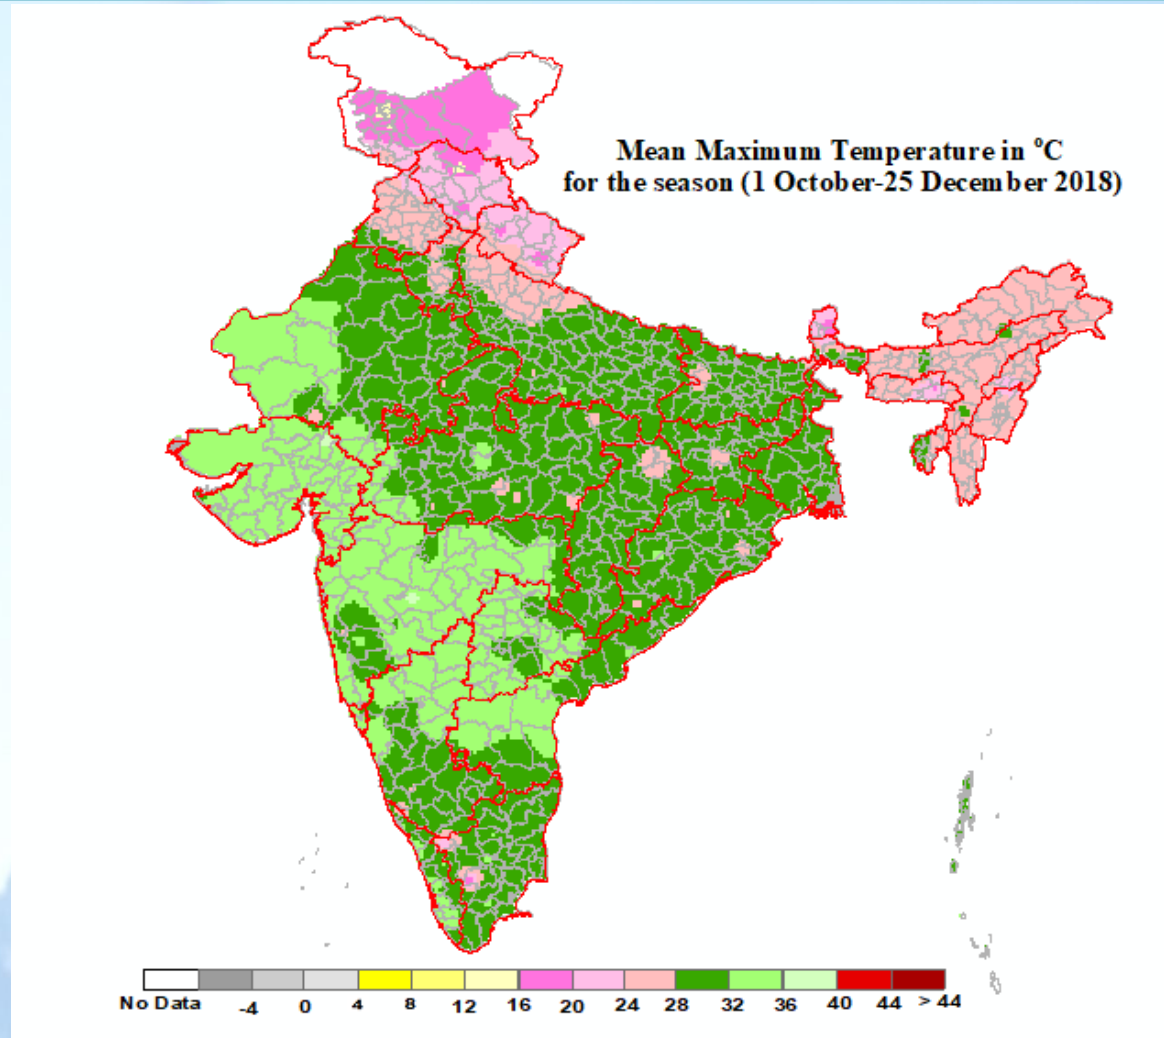 Mean Maximum Temperature in ⁰C
for the season (1 October-25 December 2018)
No Data -4 0 4 8 12 16 20 24 28 32 36 40 44 > 44